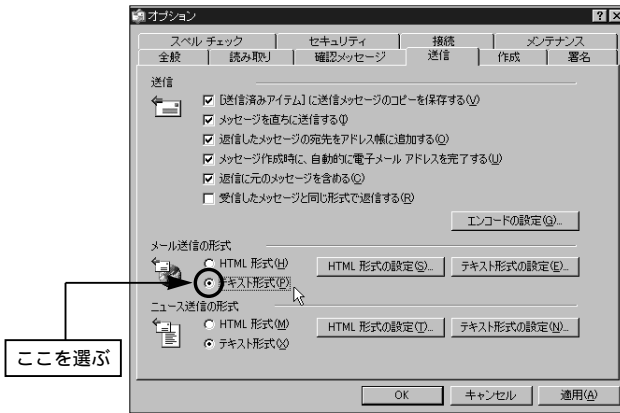 オプション
スペル チェック セキュリティ 接続 メンテナンス
全般 読み取り 確認メッセージ 送信 作成 署名
送信
[送信済みアイテム] に送信メッセージのコピーを保存する(V)
メッセージを直ちに送信する(I)
返信したメッセージの宛先をアドレス帳に追加する(O)
メッセージ作成時に、自動的に電子メール アドレスを完了する(U)
返信に元のメッセージを含める(C)
受信したメッセージと同じ形式で返信する(R)
エンコードの設定(G)...
メール送信の形式
HTML 形式(H) HTML 形式の設定(S)... テキスト形式の設定(E)...
テキスト形式(P)
ニュース送信の形式
HTML 形式(M) HTML 形式の設定(T)... テキスト形式の設定(N)...
テキスト形式(X)
ここを選ぶ
OK キャンセル 適用(A)